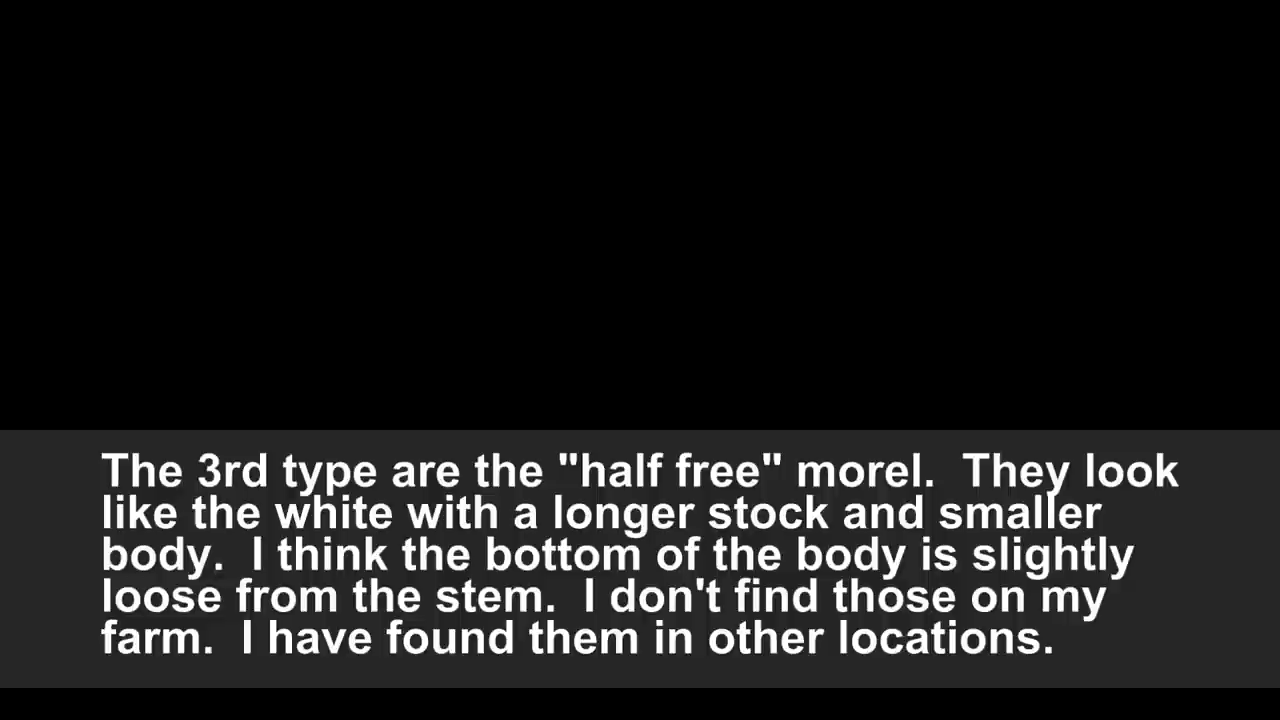 The 3rd type are the "half free" morel.  They look
like the white with a longer stock and smaller
body.  I think the bottom of the body is slightly
loose from the stem.  I don't find those on my
farm.  I have found them in other locations.